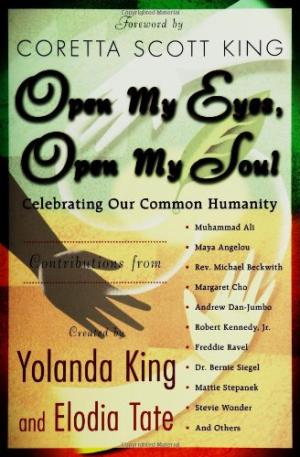 Foreword by
CORETTA SCOTT KING
Open My Eyes,
Open My Soul
Celebrating Our Common Humanity
Contributions from
• Muhammad Ali
• Maya Angelou
• Rev. Michael Beckwith
• Margaret Cho
• Andrew Dan-Jumbo
• Robert Kennedy, Jr.
• Freddie Ravel
• Dr. Bernie Siegel
• Mattie Stepanek
• Stevie Wonder
• And Others
Created by
Yolanda King
and Elodia Tate